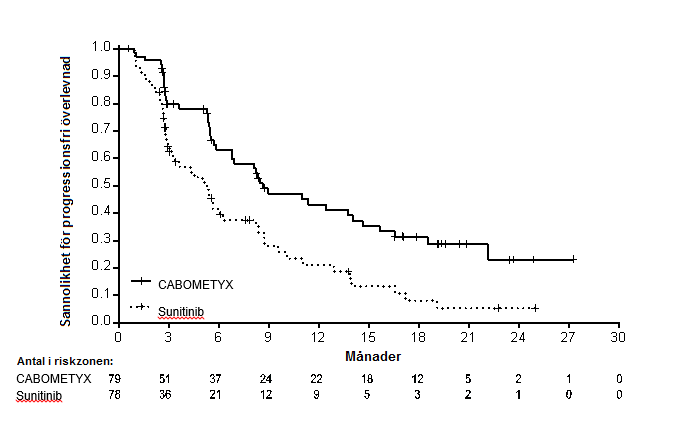 Sannolikhet för progressionsfri överlevnad
1.0
0.9
0.8
0.7
0.6
0.5
0.4
0.3
0.2
0.1
0.0
CABOMETYX
Sunitinib
0 3 6 9 12 15 18 21 24 27 30
Månader
Antal i riskzonen:
CABOMETYX 79 51 37 24 22 18 12 5 2 1 0
Sunitinib 78 36 21 12 9 5 3 2 1 0 0